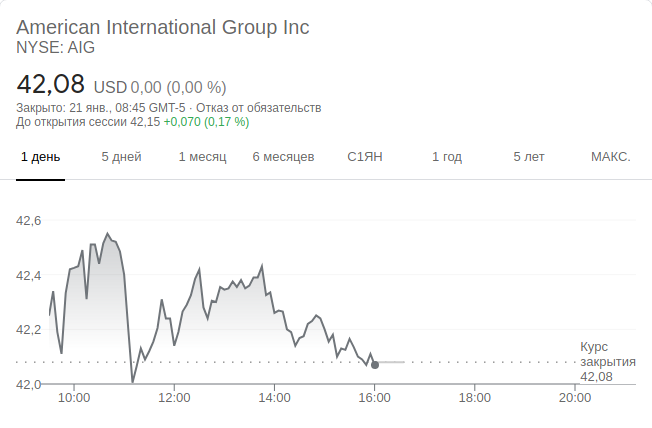 American International Group Inc
NYSE: AIG
42,08 USD 0,00 (0,00 %)
Закрыто: 21 янв., 08:45 GMT-5 · Отказ от обязательств
До открытия сессии 42,15 +0,070 (0,17 %)
1 день 5 дней 1 месяц 6 месяцев С1ЯН 1 год 5 лет МАКС.
42,6
42,4
42,2
Курс
закрытия
42,08
42,0
10:00 12:00 14:00 16:00 18:00 20:00